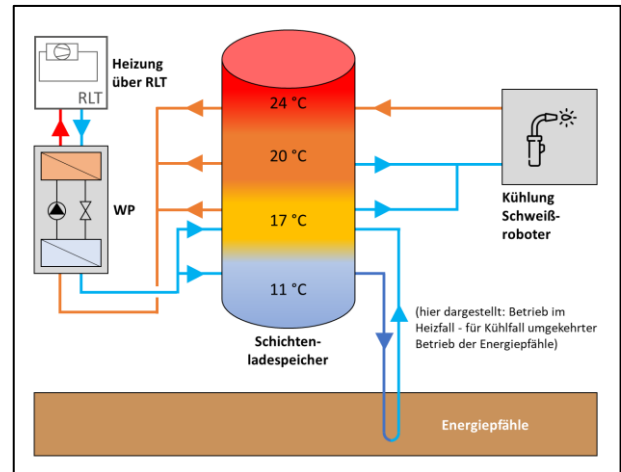 Heizung
über RLT
RLT
WP
24 °C
20 °C
17 °C
11 °C
Schichten-
ladespeicher
Kühlung
Schweiß-
roboter
(hier dargestellt: Betrieb im
Heizfall - für Kühlfall umgekehrter
Betrieb der Energiepfähle)
Energiepfähle